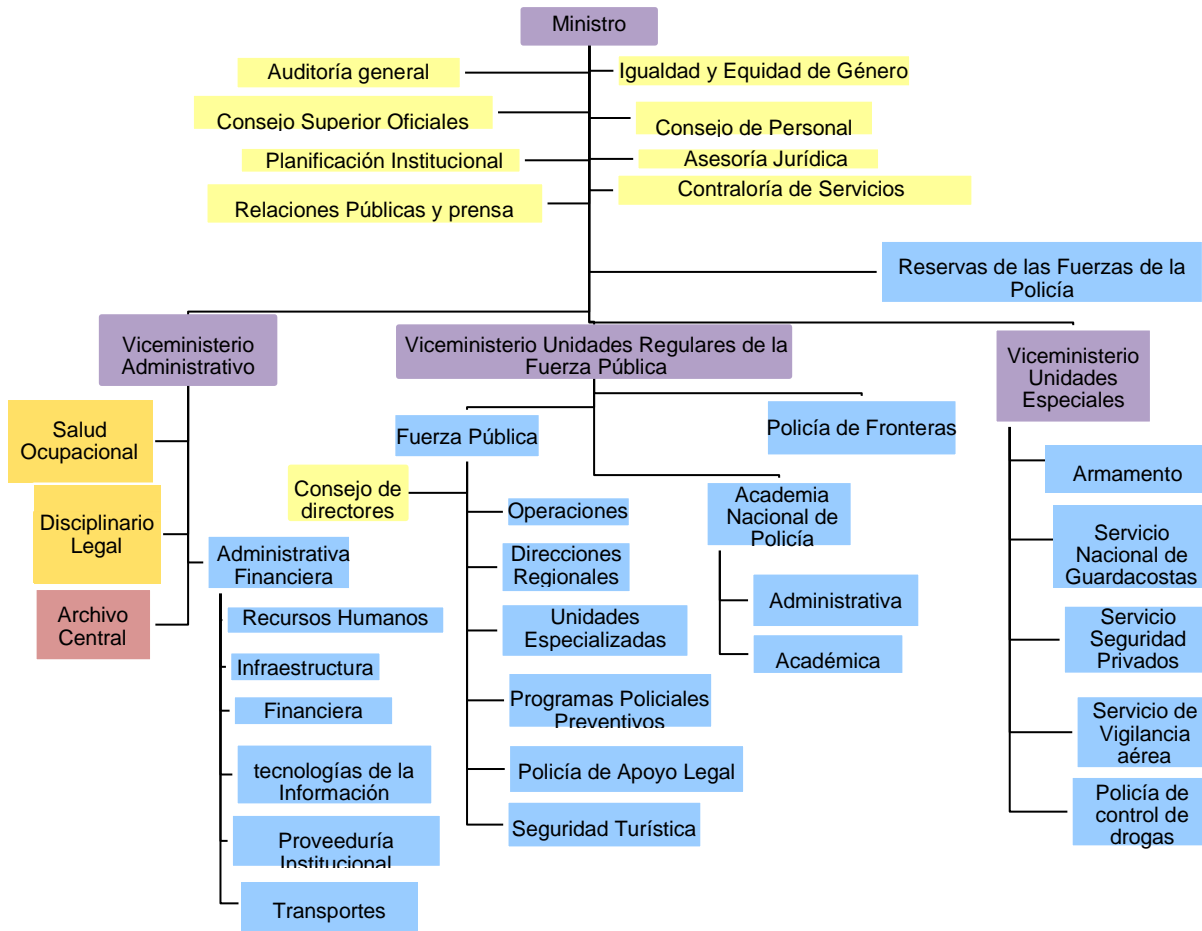 Ministro
Auditoría general
Igualdad y Equidad de Género
Consejo Superior Oficiales
Consejo de Personal
Planificación Institucional
Asesoría Jurídica
Relaciones Públicas y prensa
Contraloría de Servicios
Reservas de las Fuerzas de la
Policía
Viceministerio
Administrativo
Viceministerio Unidades Regulares de la
Fuerza Pública
Viceministerio
Unidades
Especiales
Salud
Ocupacional
Disciplinario
Legal
Archivo
Central
Administrativa
Financiera
Recursos Humanos
Infraestructura
Financiera
tecnologías de la
Información
Proveeduría
Institucional
Transportes
Fuerza Pública
Consejo de
directores
Operaciones
Direcciones
Regionales
Unidades
Especializadas
Programas Policiales
Preventivos
Policía de Apoyo Legal
Seguridad Turística
Policía de Fronteras
Academia
Nacional de
Policía
Administrativa
Académica
Armamento
Servicio
Nacional de
Guardacostas
Servicio
Seguridad
Privados
Servicio de
Vigilancia
aérea
Policía de
control de
drogas